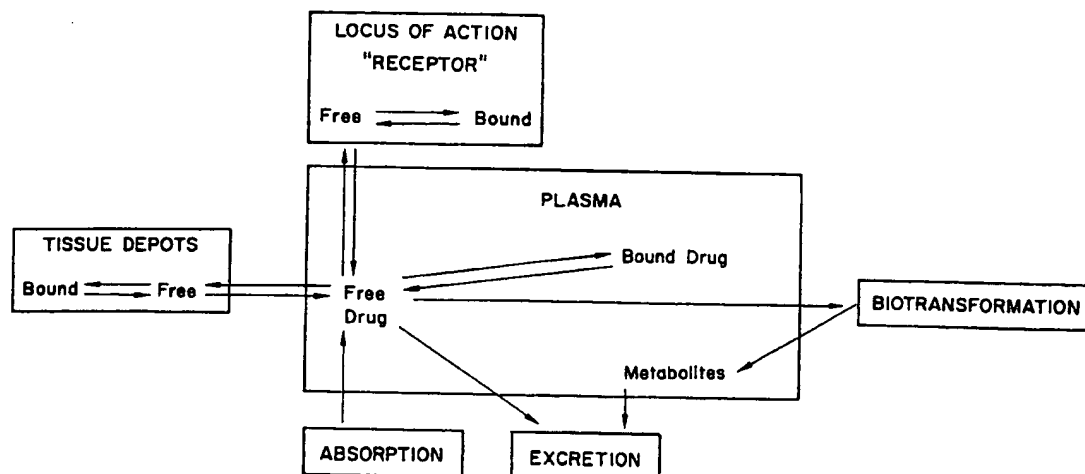 LOCUS OF ACTION
"RECEPTOR"
Free
Bound
PLASMA
TISSUE DEPOTS
Bound
Free
Free
Drug
Bound Drug
BIOTRANSFORMATION
Metabolites
ABSORPTION
EXCRETION